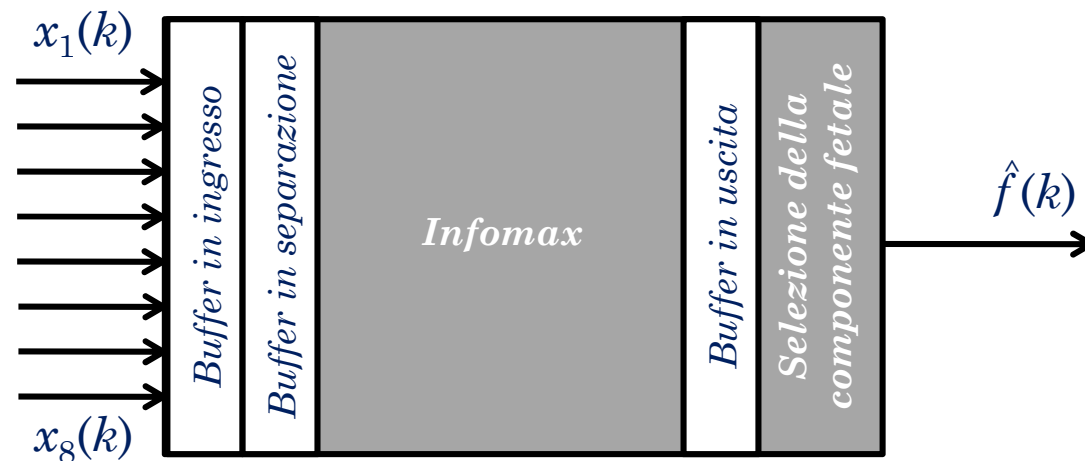 x₁(k)
x₈(k)
Buffer in ingresso
Buffer in separazione
Infomax
Buffer in uscita
Selezione della
componente fetale
f̂(k)